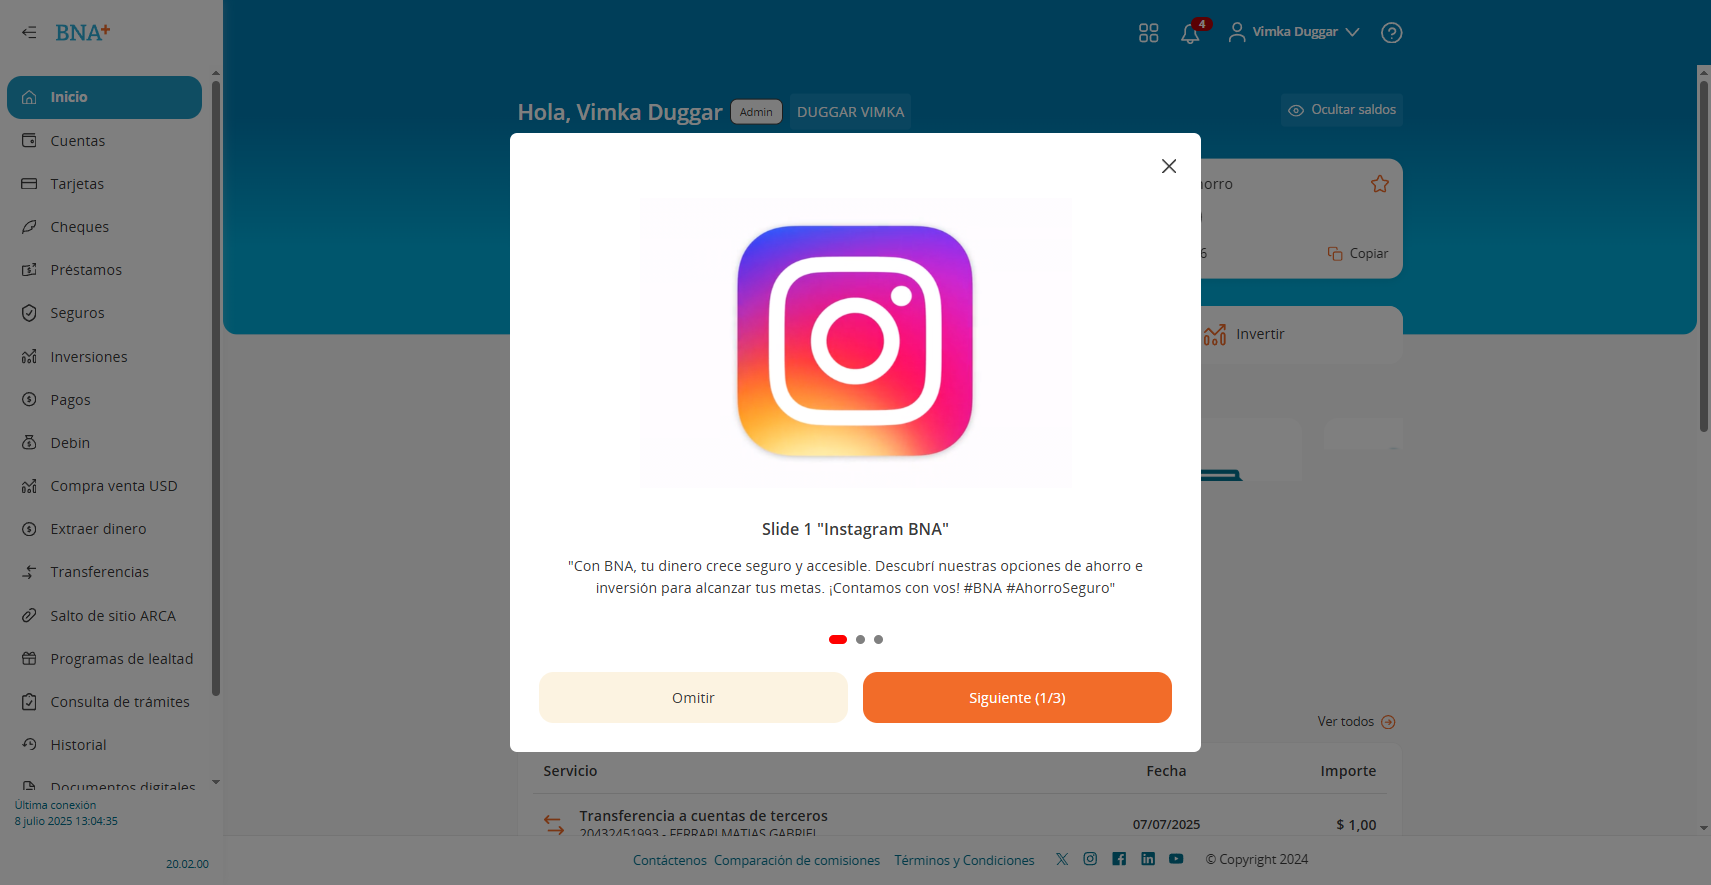 BNA+
4
Vimka Duggar
Inicio
Cuentas
Tarjetas
Cheques
Préstamos
Seguros
Inversiones
Pagos
Debin
Compra venta USD
Extraer dinero
Transferencias
Salto de sitio ARCA
Programas de lealtad
Consulta de trámites
Historial
Documentos digitales
Última conexión
8 julio 2025 13:04:35
20.02.00
Hola, Vimka Duggar
Admin
DUGGAR VIMKA
Ocultar saldos
horro
6
Copiar
Invertir
Slide 1 "Instagram BNA"
"Con BNA, tu dinero crece seguro y accesible. Descubrí nuestras opciones de ahorro e
inversión para alcanzar tus metas. ¡Contamos con vos! #BNA #AhorroSeguro"
Omitir
Siguiente (1/3)
Ver todos
Servicio Fecha Importe
Transferencia a cuentas de terceros 07/07/2025 $ 1,00
20432451993 - FERRARI MATIAS GABRIEL
Contáctenos Comparación de comisiones Términos y Condiciones © Copyright 2024